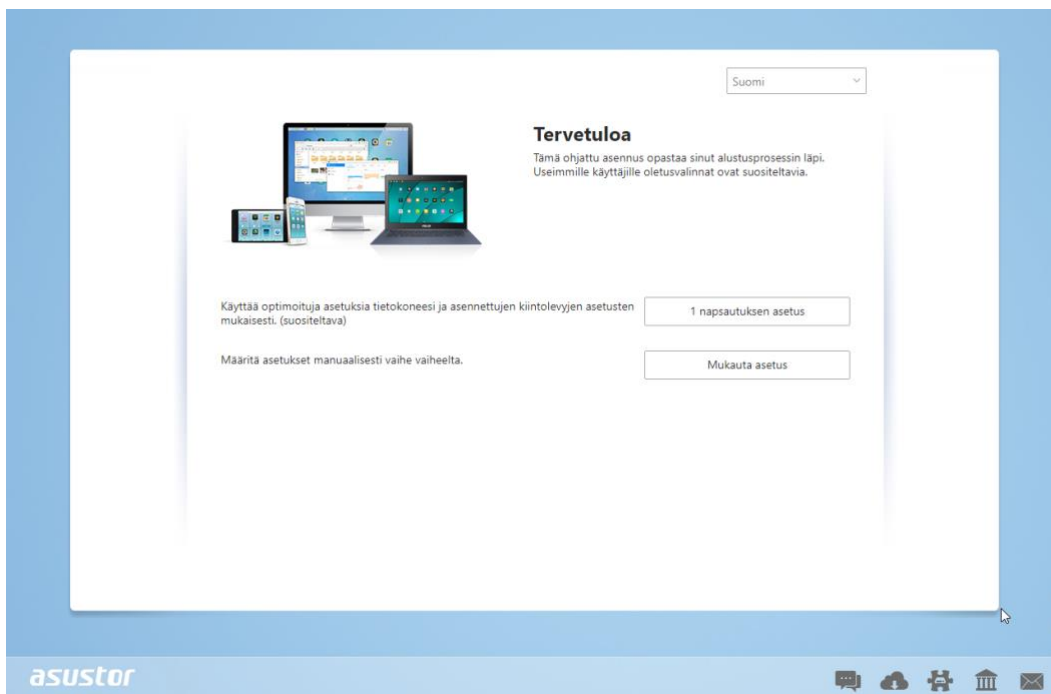 Suomi
Tervetuloa
Tämä ohjattu asennus opastaa sinut alustusprosessin läpi.
Useimmille käyttäjille oletusvalinnat ovat suositeltavia.
Käyttää optimoituja asetuksia tietokoneesi ja asennettujen kiintolevyjen asetusten
mukaisesti. (suositeltava)
1 napsautuksen asetus
Määritä asetukset manuaalisesti vaihe vaiheelta.
Mukauta asetus
asustor